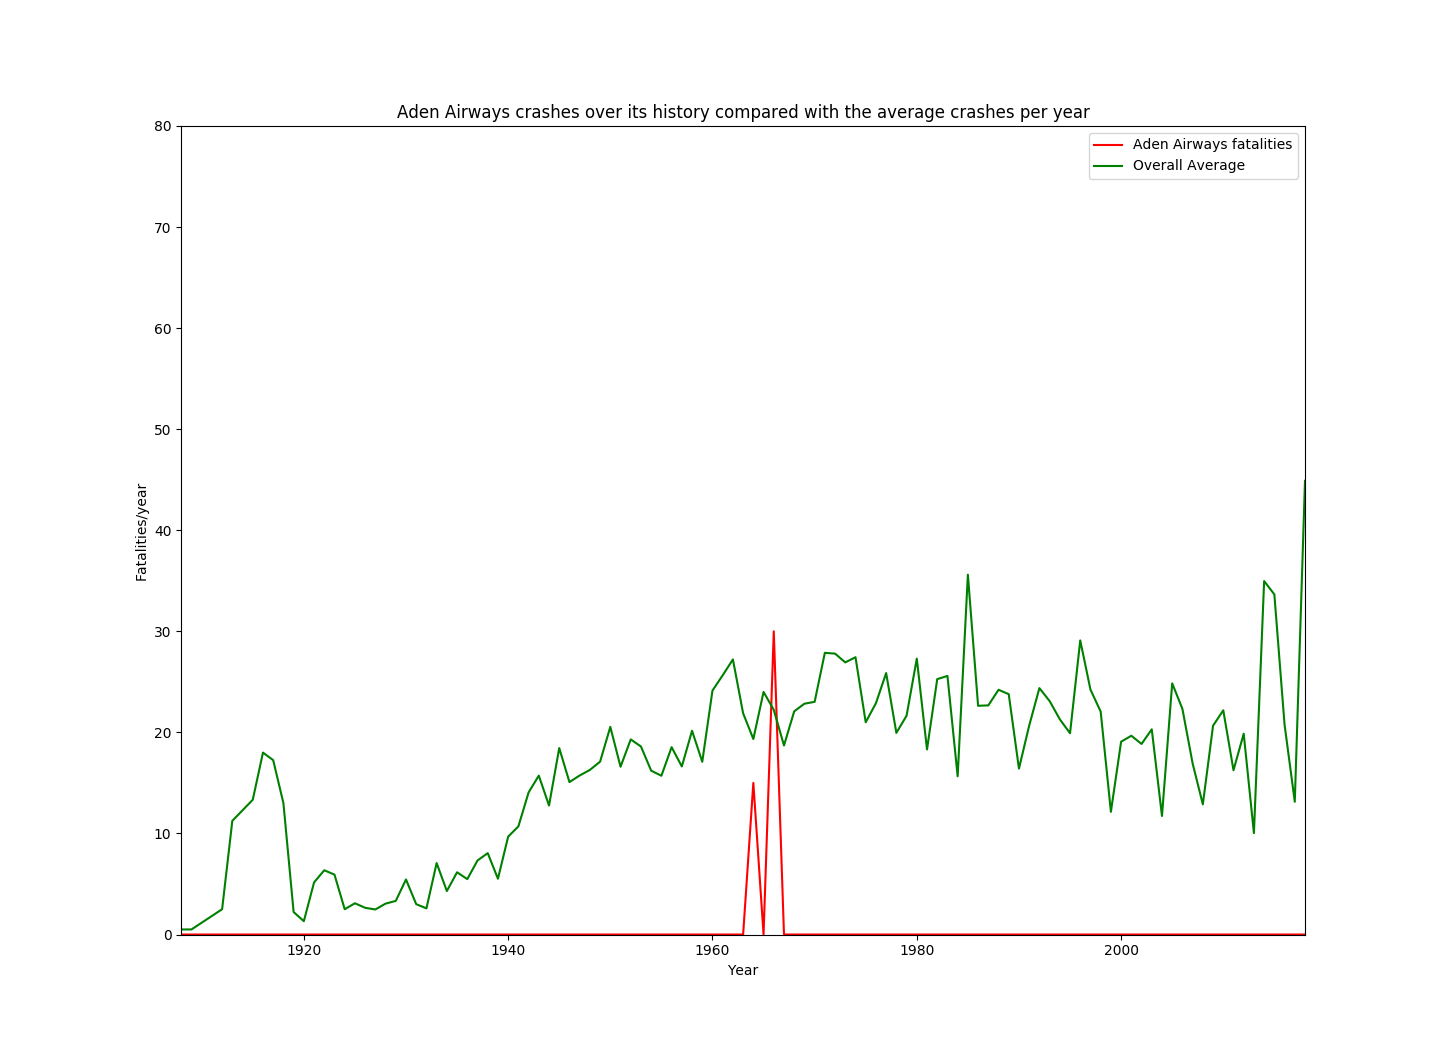 Aden Airways crashes over its history compared with the average crashes per year
Aden Airways fatalities
Overall Average
80
70
60
50
40
30
20
10
0
Fatalities/year
1920 1940 1960 1980 2000
Year